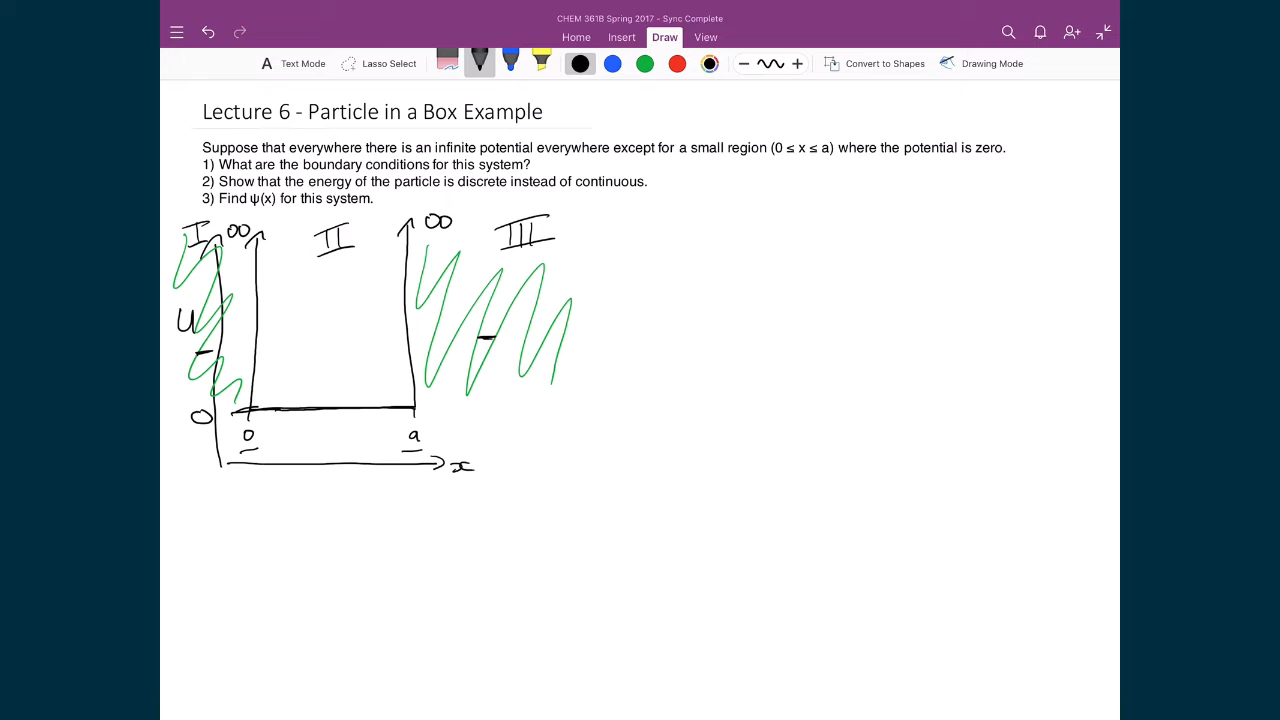 CHEM 361B Spring 2017 - Sync Complete
Home Insert Draw View
Text Mode Lasso Select Convert to Shapes Drawing Mode
Lecture 6 - Particle in a Box Example
Suppose that everywhere there is an infinite potential everywhere except for a small region (0 ≤ x ≤ a) where the potential is zero.
1) What are the boundary conditions for this system?
2) Show that the energy of the particle is discrete instead of continuous.
3) Find ψ(x) for this system.
I ∞ II ∞ III
U
0
0 a
x